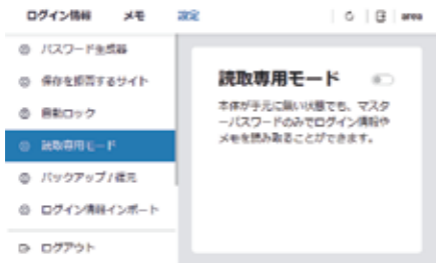 ログイン情報 メモ 設定 area
パスワード生成器
保存を拒否するサイト
自動ロック
読取専用モード
バックアップ/復元
ログイン情報インポート
ログアウト
読取専用モード
本体が手元に無い状態でも、マスタ
ーパスワードのみでログイン情報や
メモを読み取ることができます。